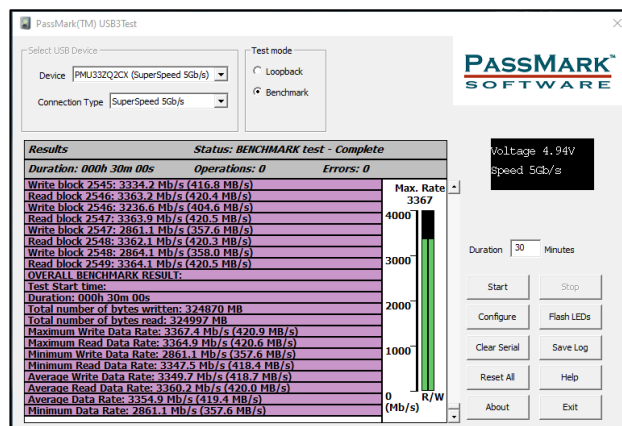 PassMark(TM) USB3Test
Select USB Device
Device PMU33ZQ2CX (SuperSpeed 5Gb/s)
Connection Type SuperSpeed 5Gb/s
Test mode
Loopback
Benchmark
PASSMARK™
SOFTWARE
Results Status: BENCHMARK test - Complete
Duration: 000h 30m 00s Operations: 0 Errors: 0
Write block 2545: 3334.2 Mb/s (416.8 MB/s)
Read block 2546: 3363.2 Mb/s (420.4 MB/s)
Write block 2546: 3236.6 Mb/s (404.6 MB/s)
Read block 2547: 3363.9 Mb/s (420.5 MB/s)
Write block 2547: 2861.1 Mb/s (357.6 MB/s)
Read block 2548: 3362.1 Mb/s (420.3 MB/s)
Write block 2548: 2864.1 Mb/s (358.0 MB/s)
Read block 2549: 3364.1 Mb/s (420.5 MB/s)
OVERALL BENCHMARK RESULT:
Test Start time:
Duration: 000h 30m 00s
Total number of bytes written: 324870 MB
Total number of bytes read: 324997 MB
Maximum Write Data Rate: 3367.4 Mb/s (420.9 MB/s)
Maximum Read Data Rate: 3364.9 Mb/s (420.6 MB/s)
Minimum Write Data Rate: 2861.1 Mb/s (357.6 MB/s)
Minimum Read Data Rate: 3347.5 Mb/s (418.4 MB/s)
Average Write Data Rate: 3349.7 Mb/s (418.7 MB/s)
Average Read Data Rate: 3360.2 Mb/s (420.0 MB/s)
Average Data Rate: 3354.9 Mb/s (419.4 MB/s)
Minimum Data Rate: 2861.1 Mb/s (357.6 MB/s)
Max. Rate
3367
4000
3000
2000
1000
0 R/W
(Mb/s)
Voltage 4.94V
Speed 5Gb/s
Duration 30 Minutes
Start Stop
Configure Flash LEDs
Clear Serial Save Log
Reset All Help
About Exit